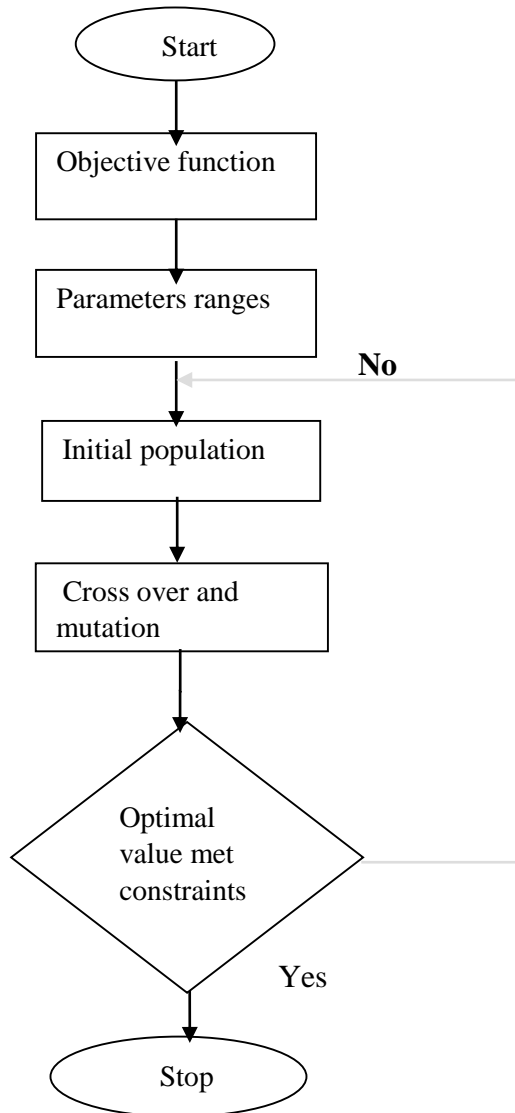 Start
Objective function
Parameters ranges
No
Initial population
Cross over and
mutation
Optimal
value met
constraints
Yes
Stop